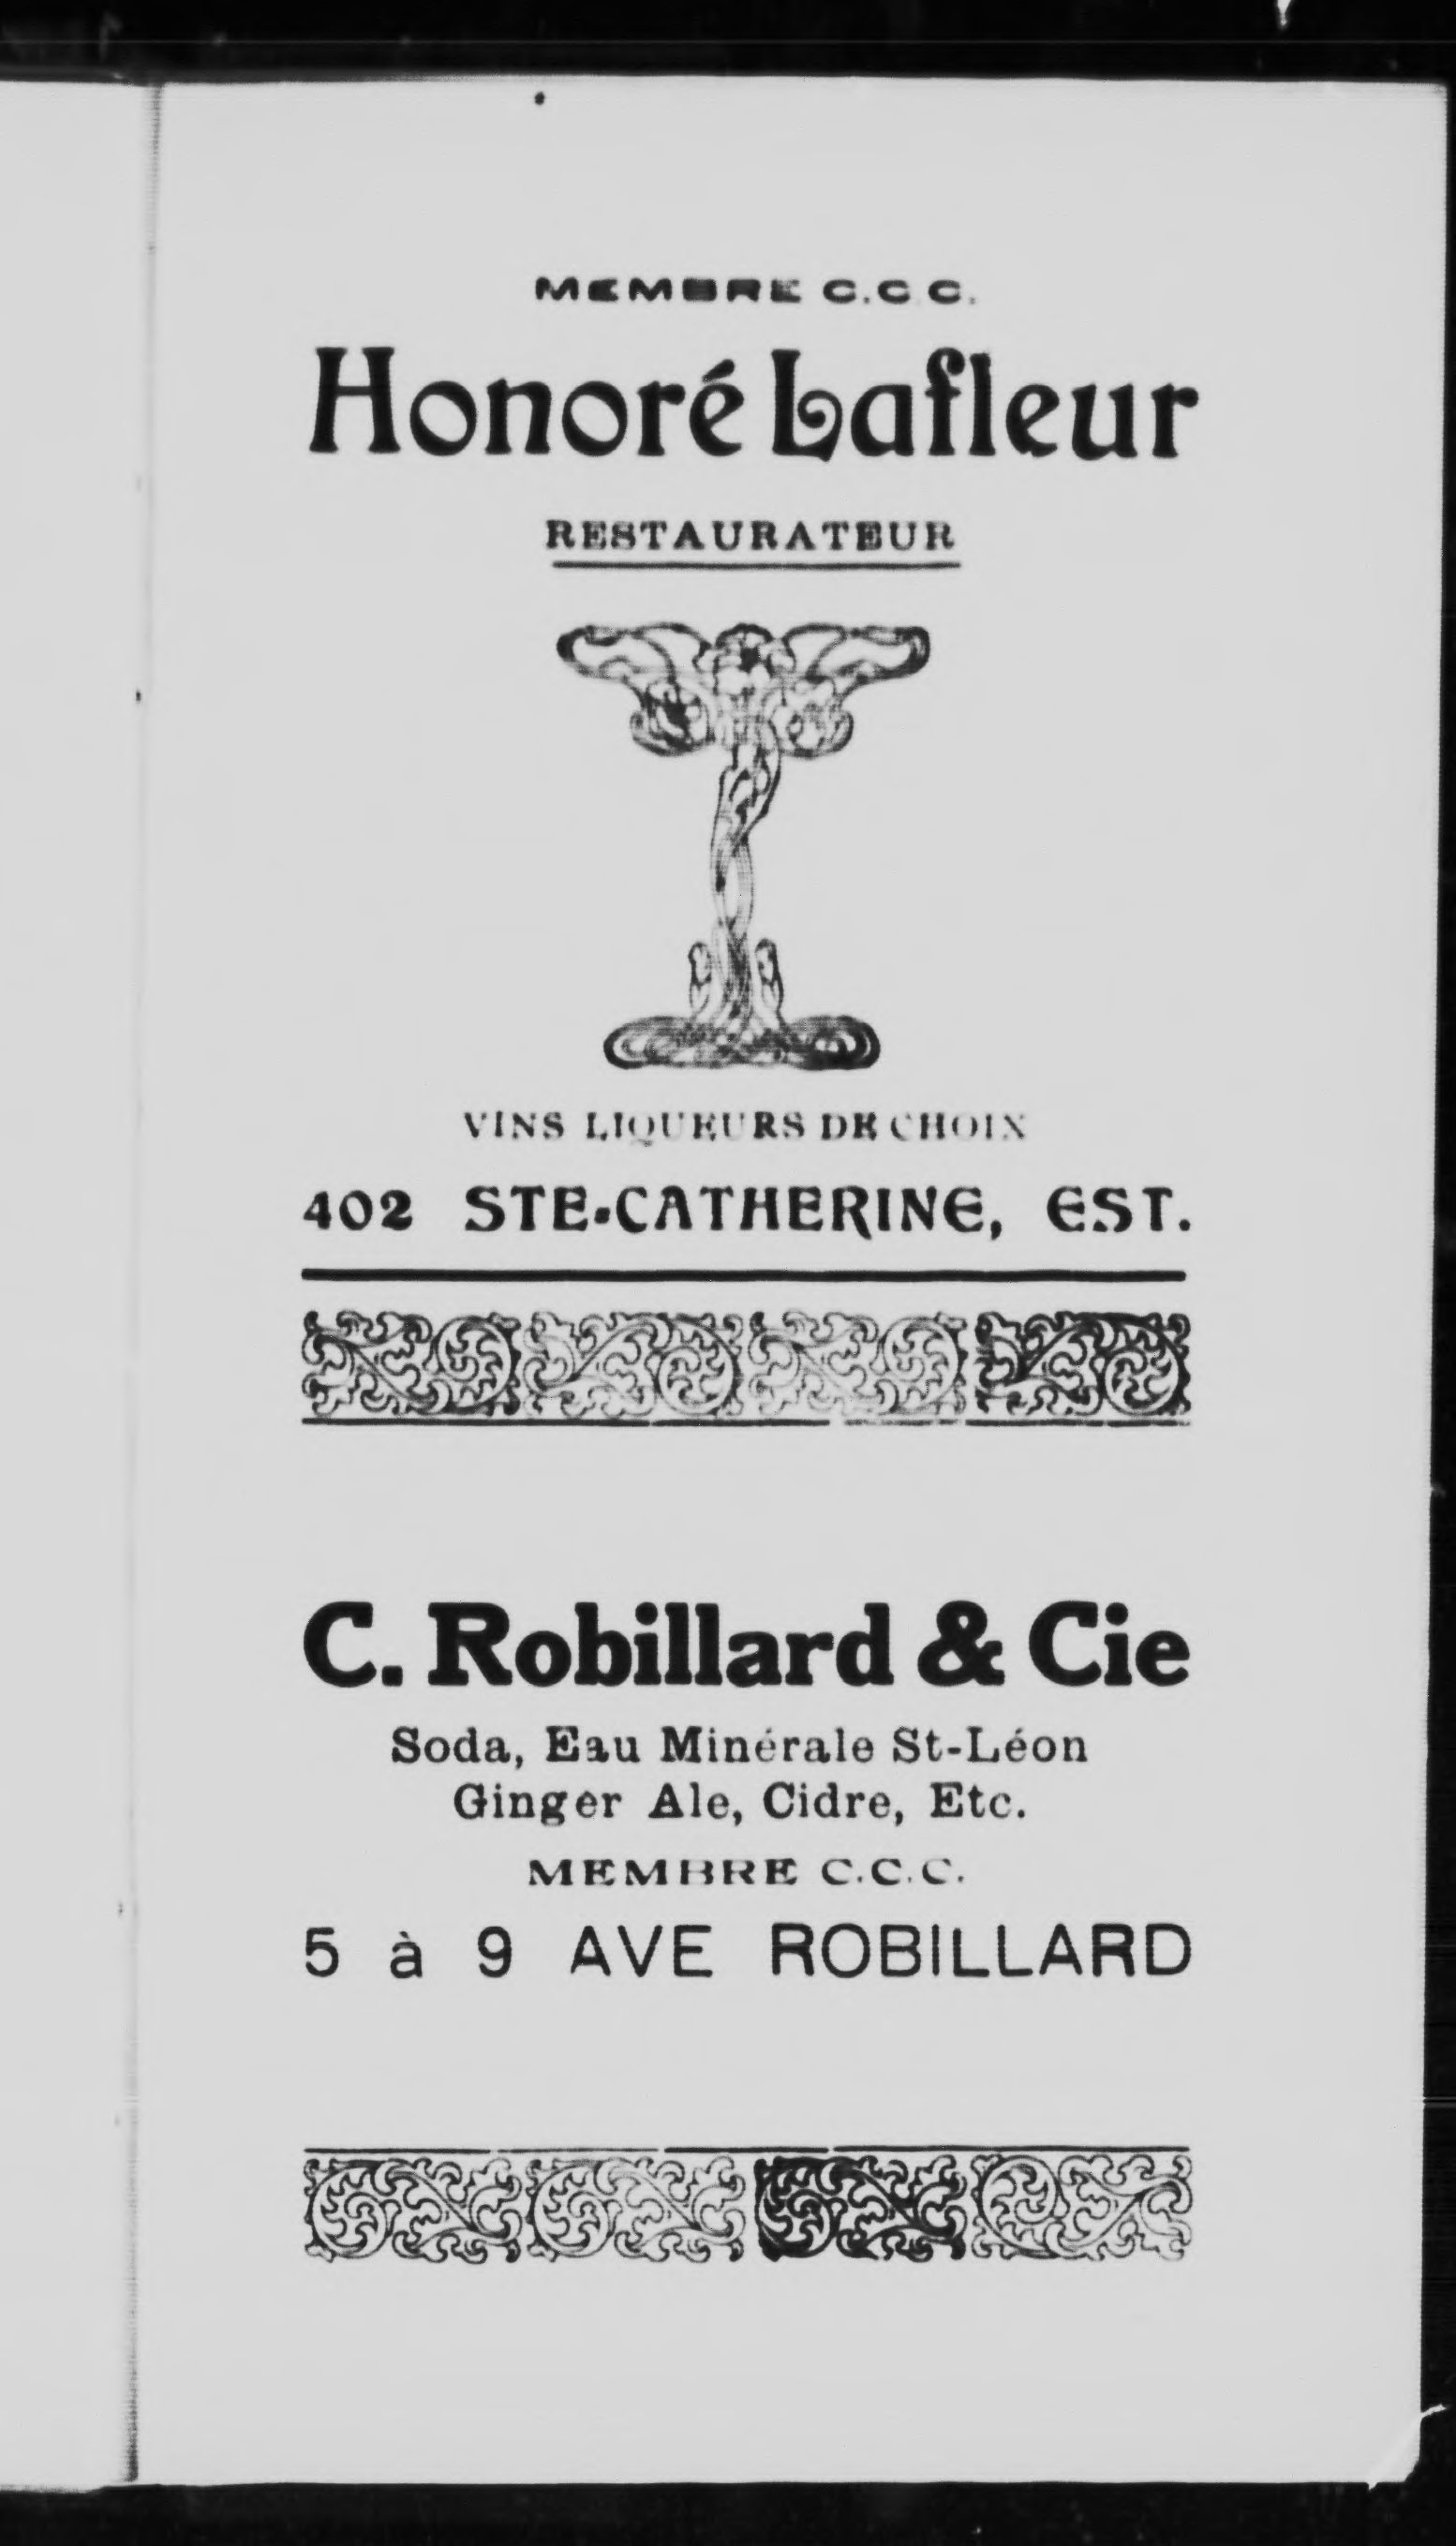 MEMBRE C.C.C.
Honoré Lafleur
RESTAURATEUR
VINS LIQUEURS DE CHOIX
402 STE-CATHERINE, EST.
C. Robillard & Cie
Soda, Eau Minérale St-Léon
Ginger Ale, Cidre, Etc.
MEMBRE C.C.C.
5 à 9 AVE ROBILLARD